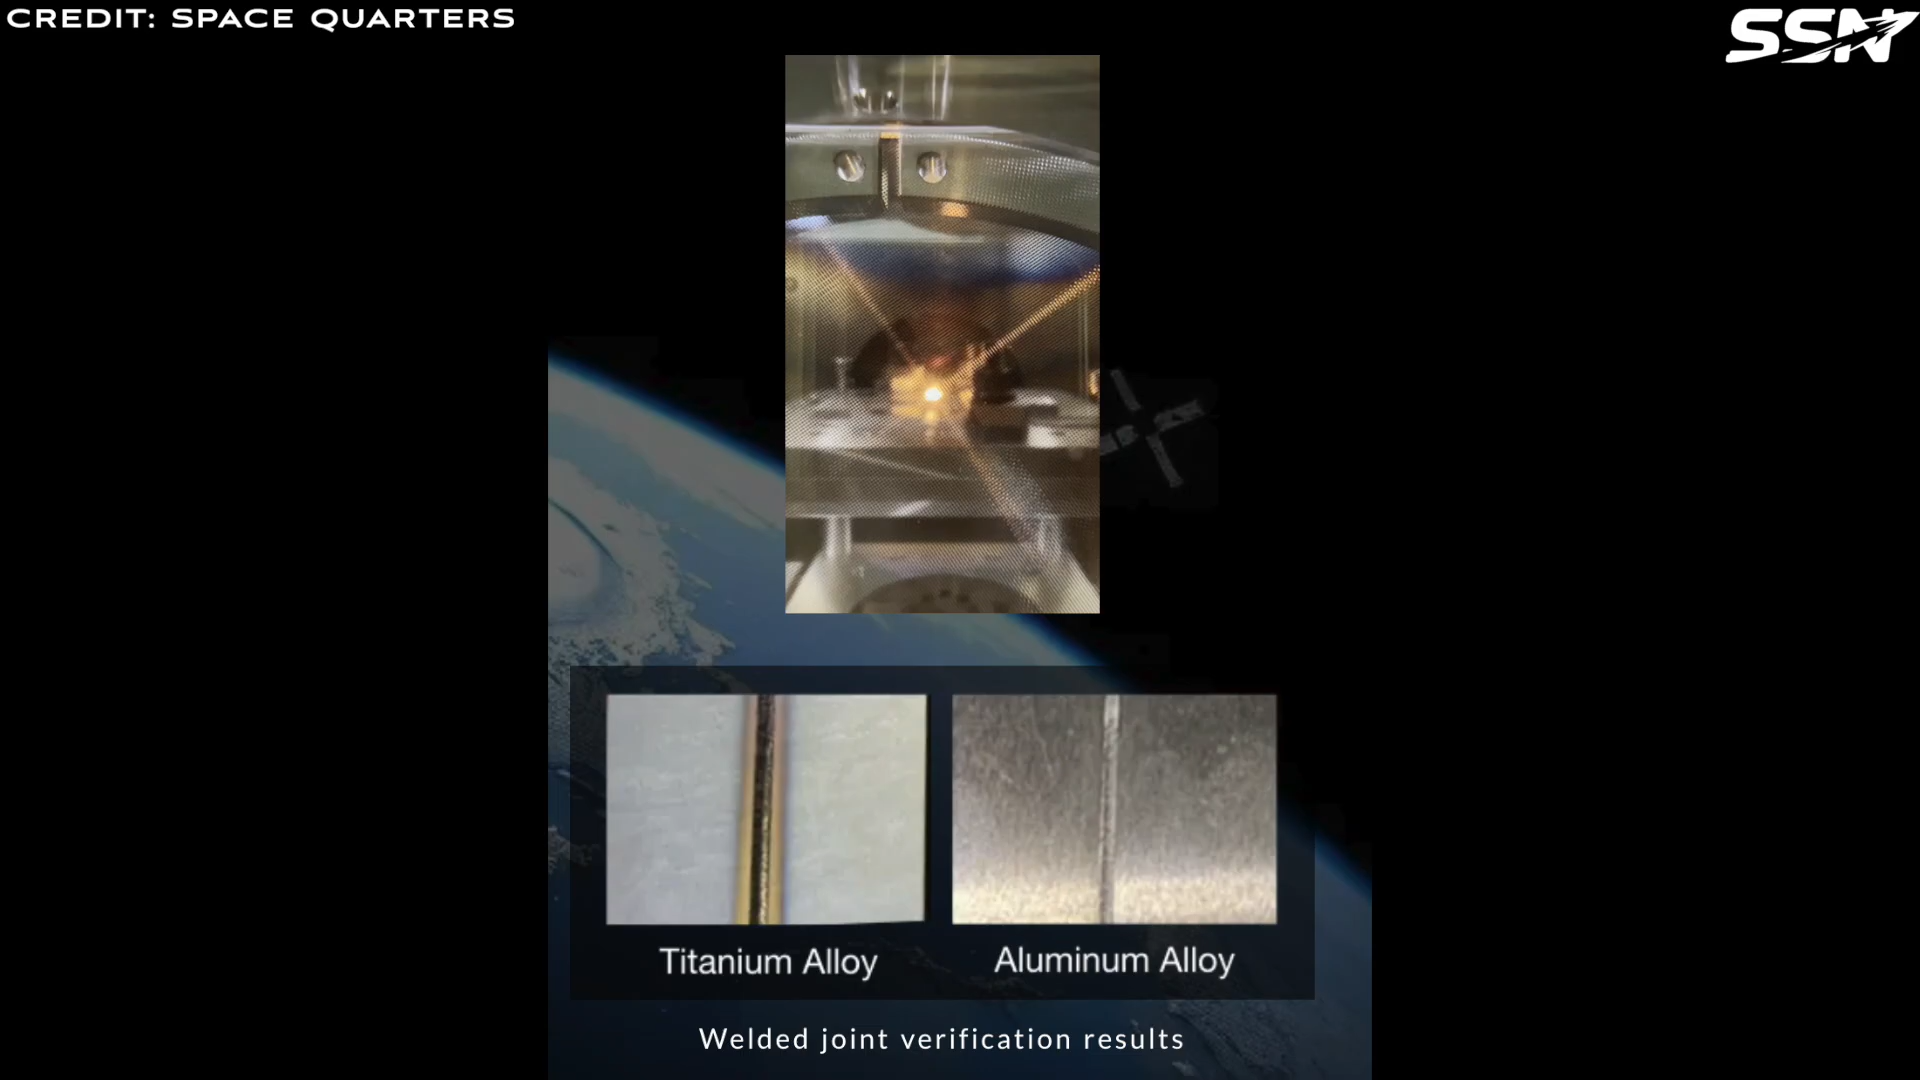 CREDIT: SPACE QUARTERS
SSN
Titanium Alloy
Aluminum Alloy
Welded joint verification results